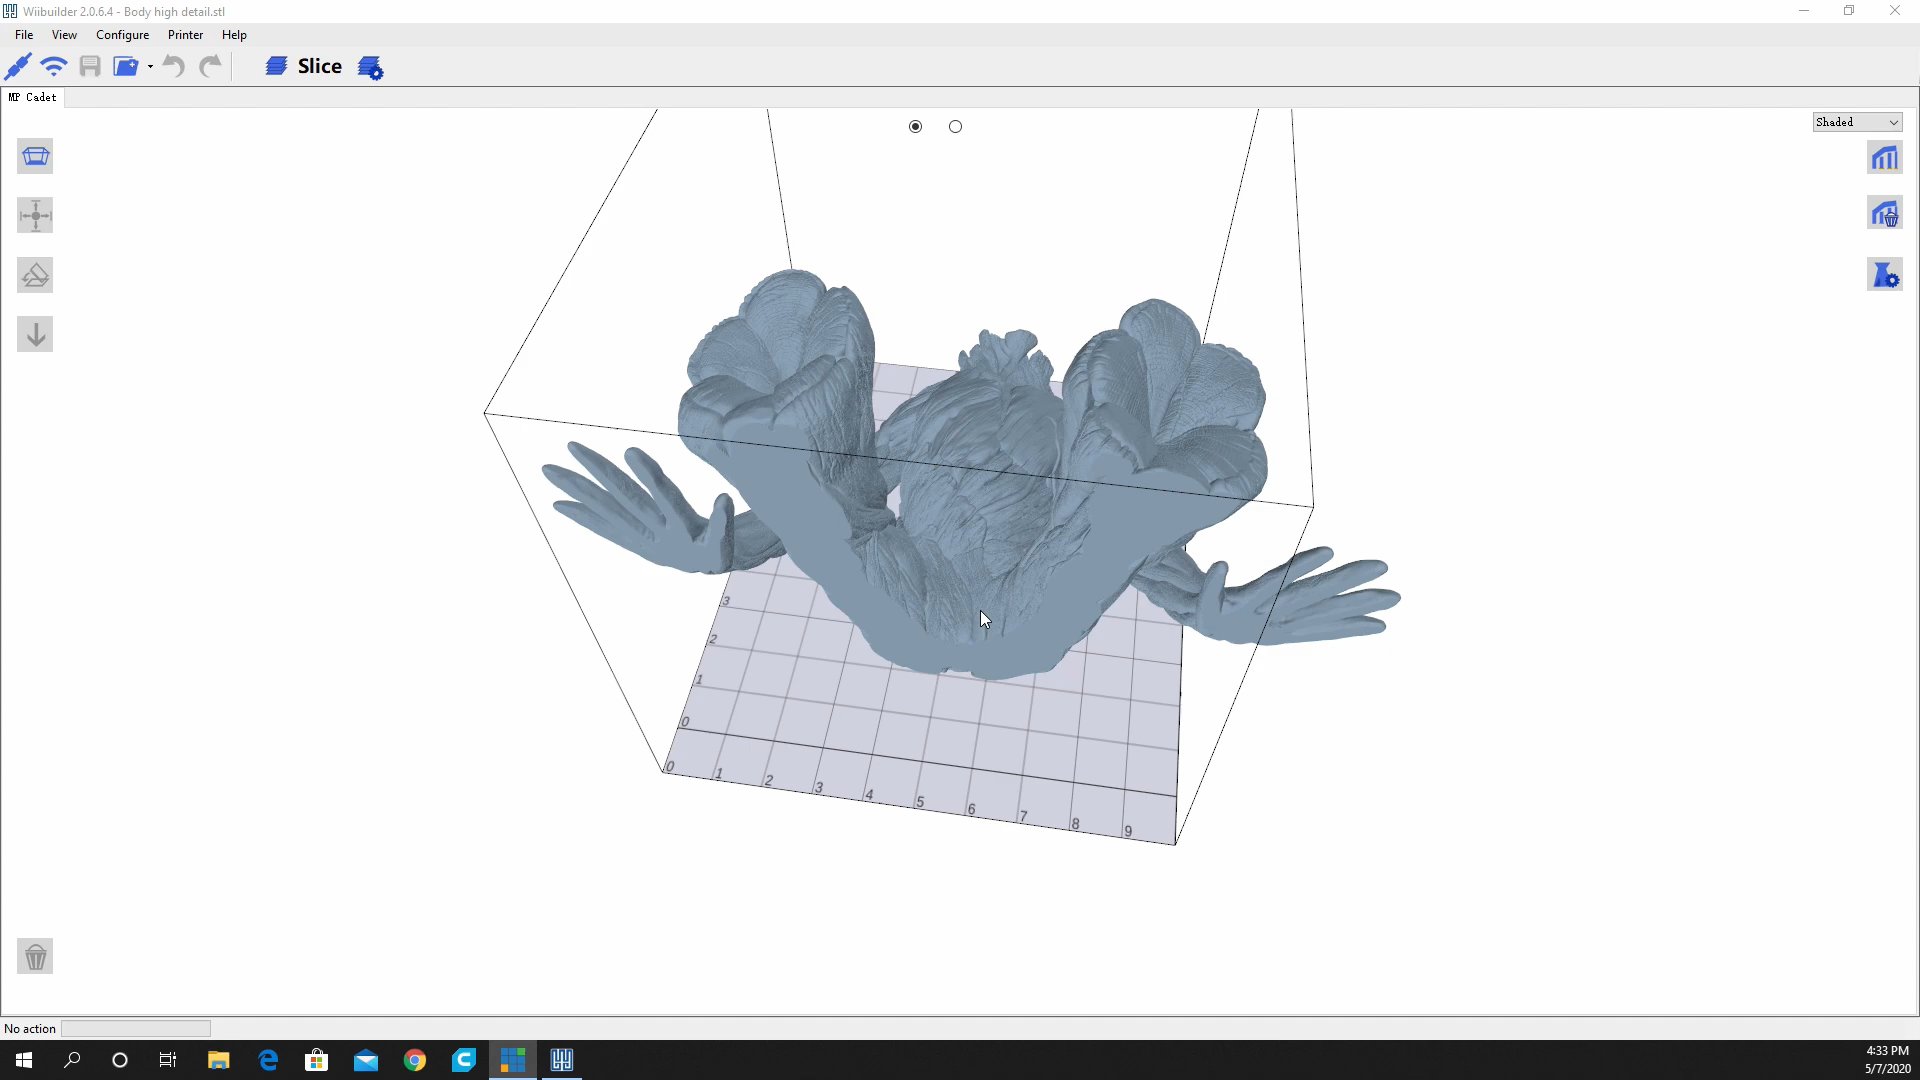 Wiibuilder 2.0.6.4 - Body high detail.stl
File View Configure Printer Help
Slice
MP Cadet
Shaded
3
2
1
0
0 1 2 3 4 5 6 7 8 9
No action
4:33 PM
5/7/2020